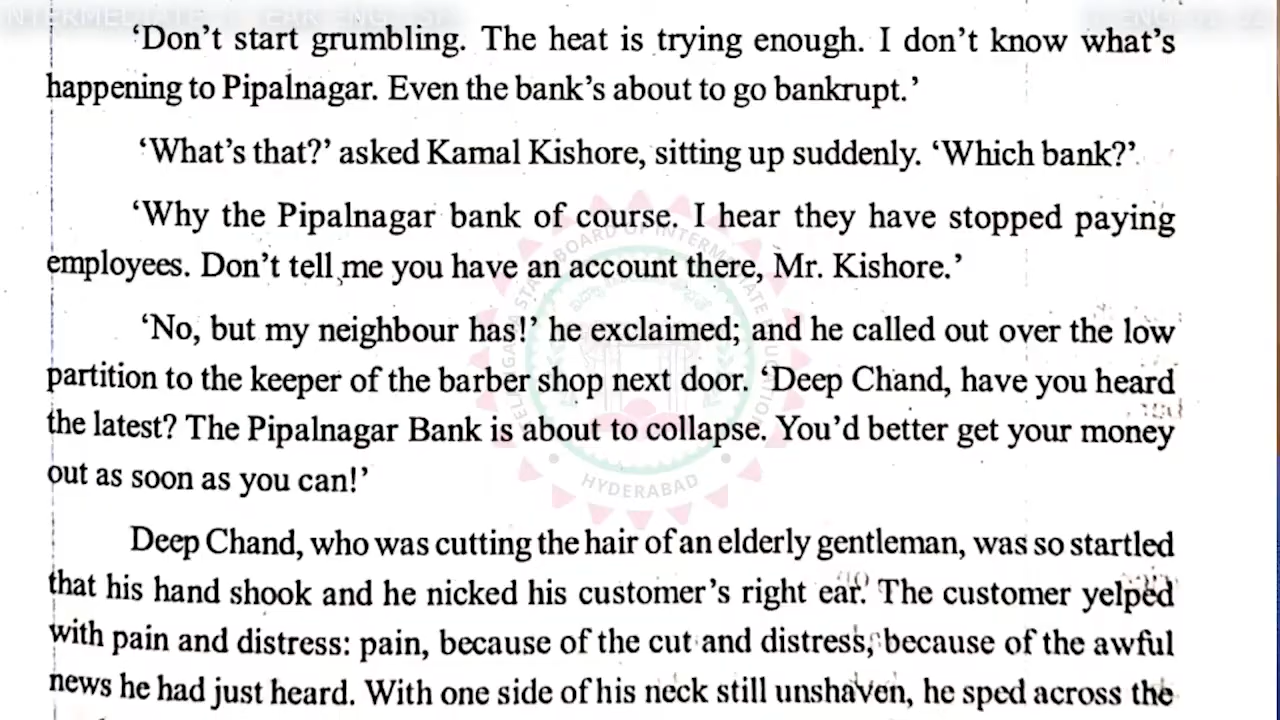 ‘Don’t start grumbling. The heat is trying enough. I don’t know what’s
happening to Pipalnagar. Even the bank’s about to go bankrupt.’
‘What’s that?’ asked Kamal Kishore, sitting up suddenly. ‘Which bank?’
‘Why the Pipalnagar bank of course. I hear they have stopped paying
employees. Don’t tell me you have an account there, Mr. Kishore.’
‘No, but my neighbour has!’ he exclaimed; and he called out over the low
partition to the keeper of the barber shop next door. ‘Deep Chand, have you heard
the latest? The Pipalnagar Bank is about to collapse. You’d better get your money
out as soon as you can!’
Deep Chand, who was cutting the hair of an elderly gentleman, was so startled
that his hand shook and he nicked his customer’s right ear. The customer yelped
with pain and distress: pain, because of the cut and distress, because of the awful
news he had just heard. With one side of his neck still unshaven, he sped across the
HYDERABAD